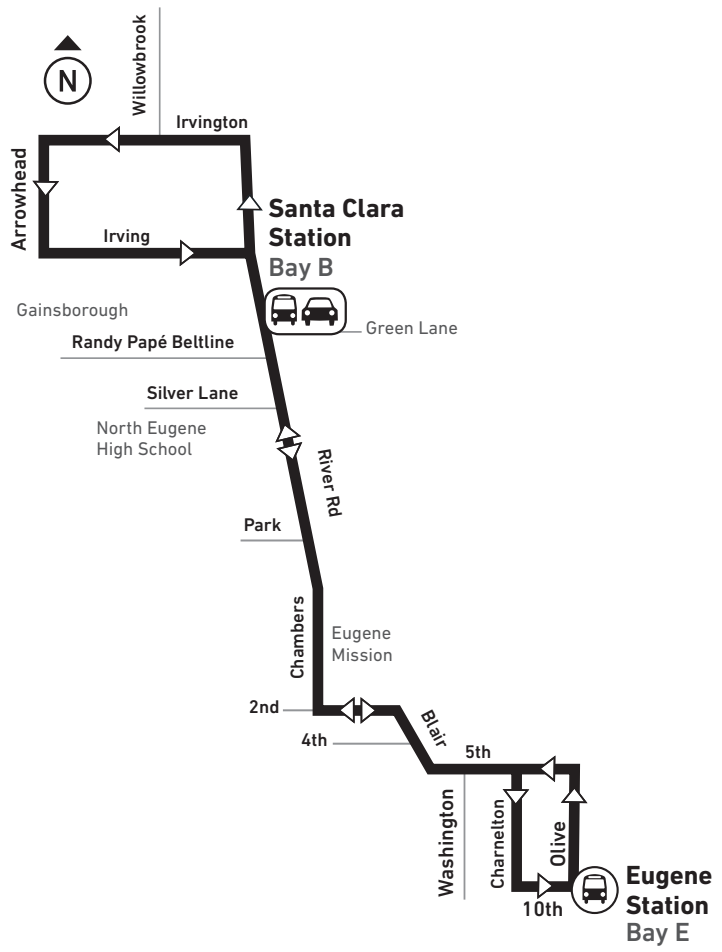 Willowbrook
N
Irvington
Arrowhead
Santa Clara
Station
Bay B
Irving
Gainsborough
Green Lane
Randy Papé Beltline
Silver Lane
North Eugene
High School
River Rd
Park
Chambers
Eugene
Mission
2nd
Blair
4th
5th
Washington
Charnelton
Olive
10th
Eugene
Station
Bay E